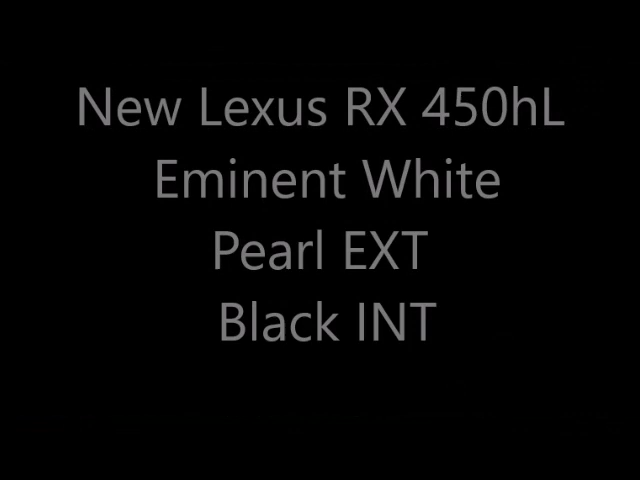 New Lexus RX 450hL
Eminent White
Pearl EXT
Black INT